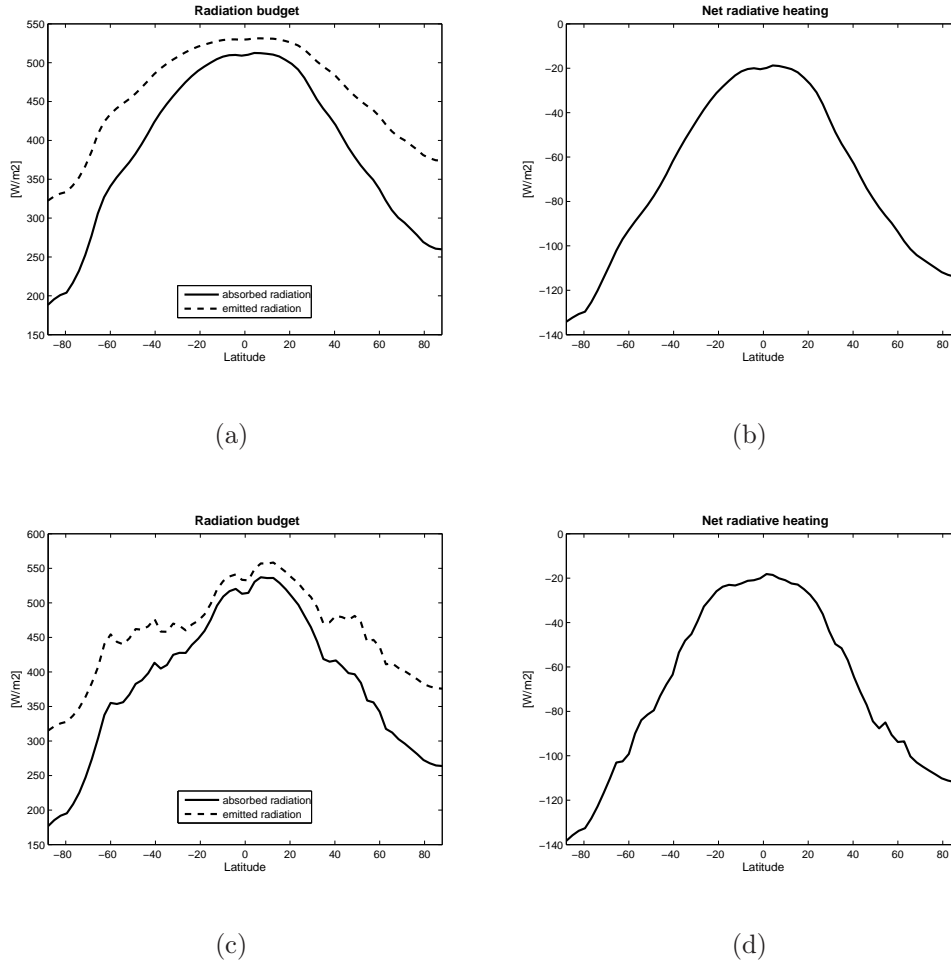 Radiation budget
550
500
450
400
350
300
250
200
150
[W/m2]
absorbed radiation
emitted radiation
−80 −60 −40 −20 0 20 40 60 80
Latitude
(a)
Net radiative heating
0
−20
−40
−60
−80
−100
−120
−140
[W/m2]
−80 −60 −40 −20 0 20 40 60 80
Latitude
(b)
Radiation budget
600
550
500
450
400
350
300
250
200
150
[W/m2]
absorbed radiation
emitted radiation
−80 −60 −40 −20 0 20 40 60 80
Latitude
(c)
Net radiative heating
0
−20
−40
−60
−80
−100
−120
−140
[W/m2]
−80 −60 −40 −20 0 20 40 60 80
Latitude
(d)